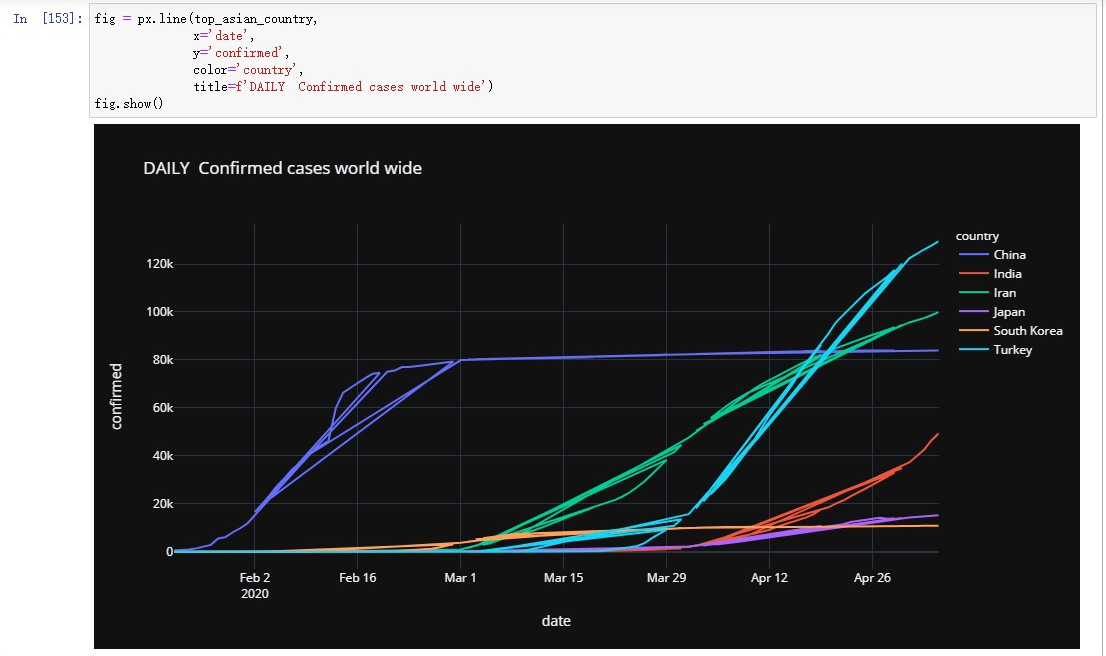 In [153]: fig = px.line(top_asian_country,
x='date',
y='confirmed',
color='country',
title=f'DAILY  Confirmed cases world wide')
fig.show()
DAILY  Confirmed cases world wide
country
China
India
Iran
Japan
South Korea
Turkey
confirmed
120k
100k
80k
60k
40k
20k
0
Feb 2
2020
Feb 16
Mar 1
Mar 15
Mar 29
Apr 12
Apr 26
date